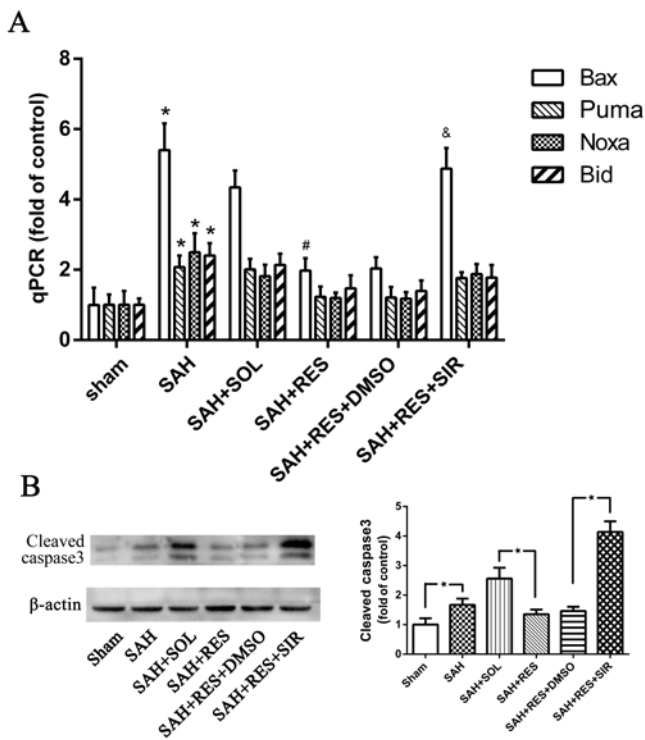 A
8
6
4
2
0
qPCR (fold of control)
*
*
*
*
#
&
Bax
Puma
Noxa
Bid
sham
SAH
SAH+SOL
SAH+RES
SAH+RES+DMSO
SAH+RES+SIR
B
Cleaved
caspase3
β-actin
Sham
SAH
SAH+SOL
SAH+RES
SAH+RES+DMSO
SAH+RES+SIR
Cleaved caspase3
(fold of control)
5
4
3
2
1
0
*
*
*
Sham
SAH
SAH+SOL
SAH+RES
SAH+RES+DMSO
SAH+RES+SIR